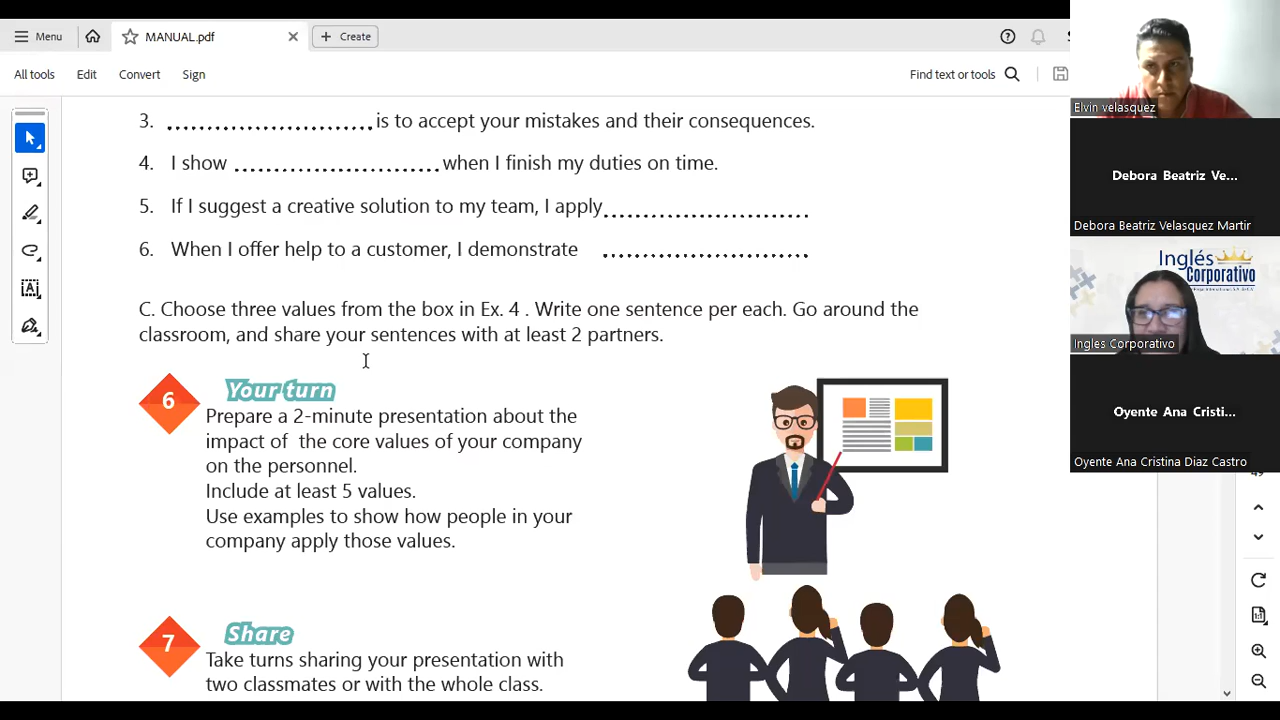 Menu
MANUAL.pdf
Create
All tools
Edit
Convert
Sign
Find text or tools
3. is to accept your mistakes and their consequences.
4. I show when I finish my duties on time.
5. If I suggest a creative solution to my team, I apply
6. When I offer help to a customer, I demonstrate
C. Choose three values from the box in Ex. 4 . Write one sentence per each. Go around the
classroom, and share your sentences with at least 2 partners.
6
Your turn
Prepare a 2-minute presentation about the
impact of the core values of your company
on the personnel.
Include at least 5 values.
Use examples to show how people in your
company apply those values.
7
Share
Take turns sharing your presentation with
two classmates or with the whole class.
Elvin velasquez
Debora Beatriz Ve...
Debora Beatriz Velasquez Martir
Inglés
Corporativo
Ingles Corporativo
Oyente Ana Cristi...
Oyente Ana Cristina Diaz Castro